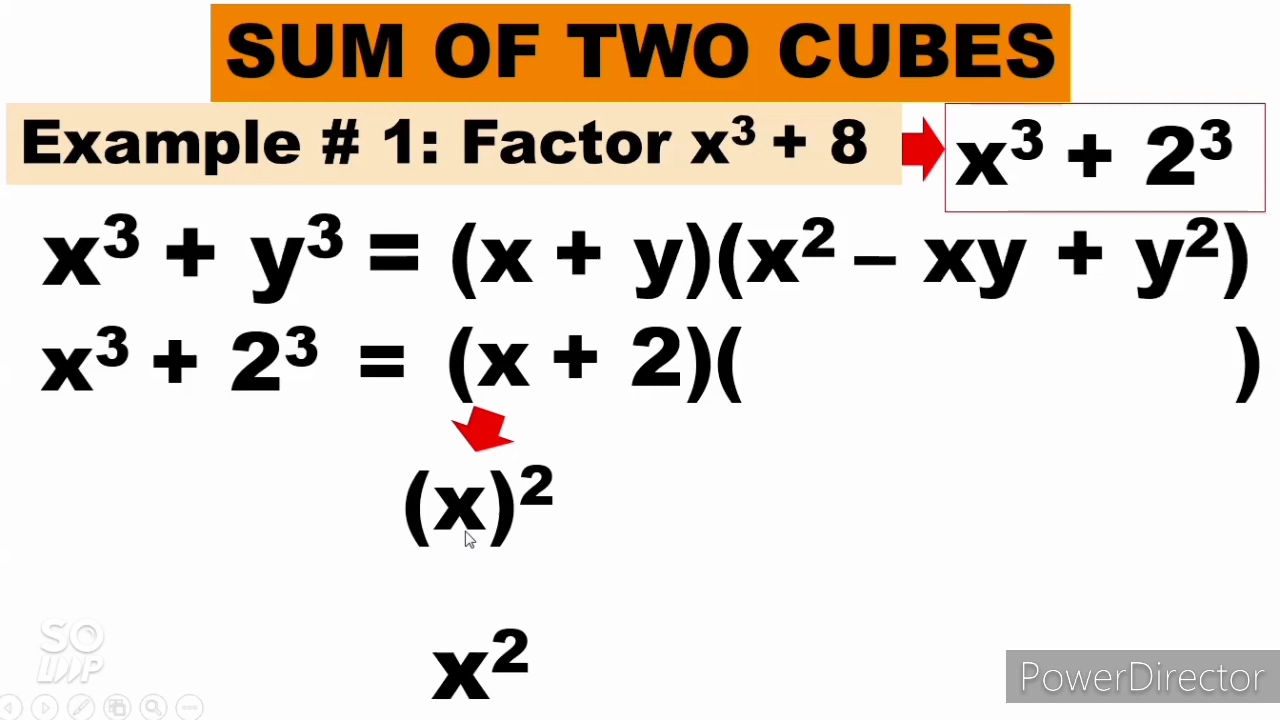 SUM OF TWO CUBES
Example # 1: Factor x³ + 8
x³ + 2³
x³ + y³ = (x + y)(x² – xy + y²)
x³ + 2³ = (x + 2)( )
(x)²
x²
PowerDirector